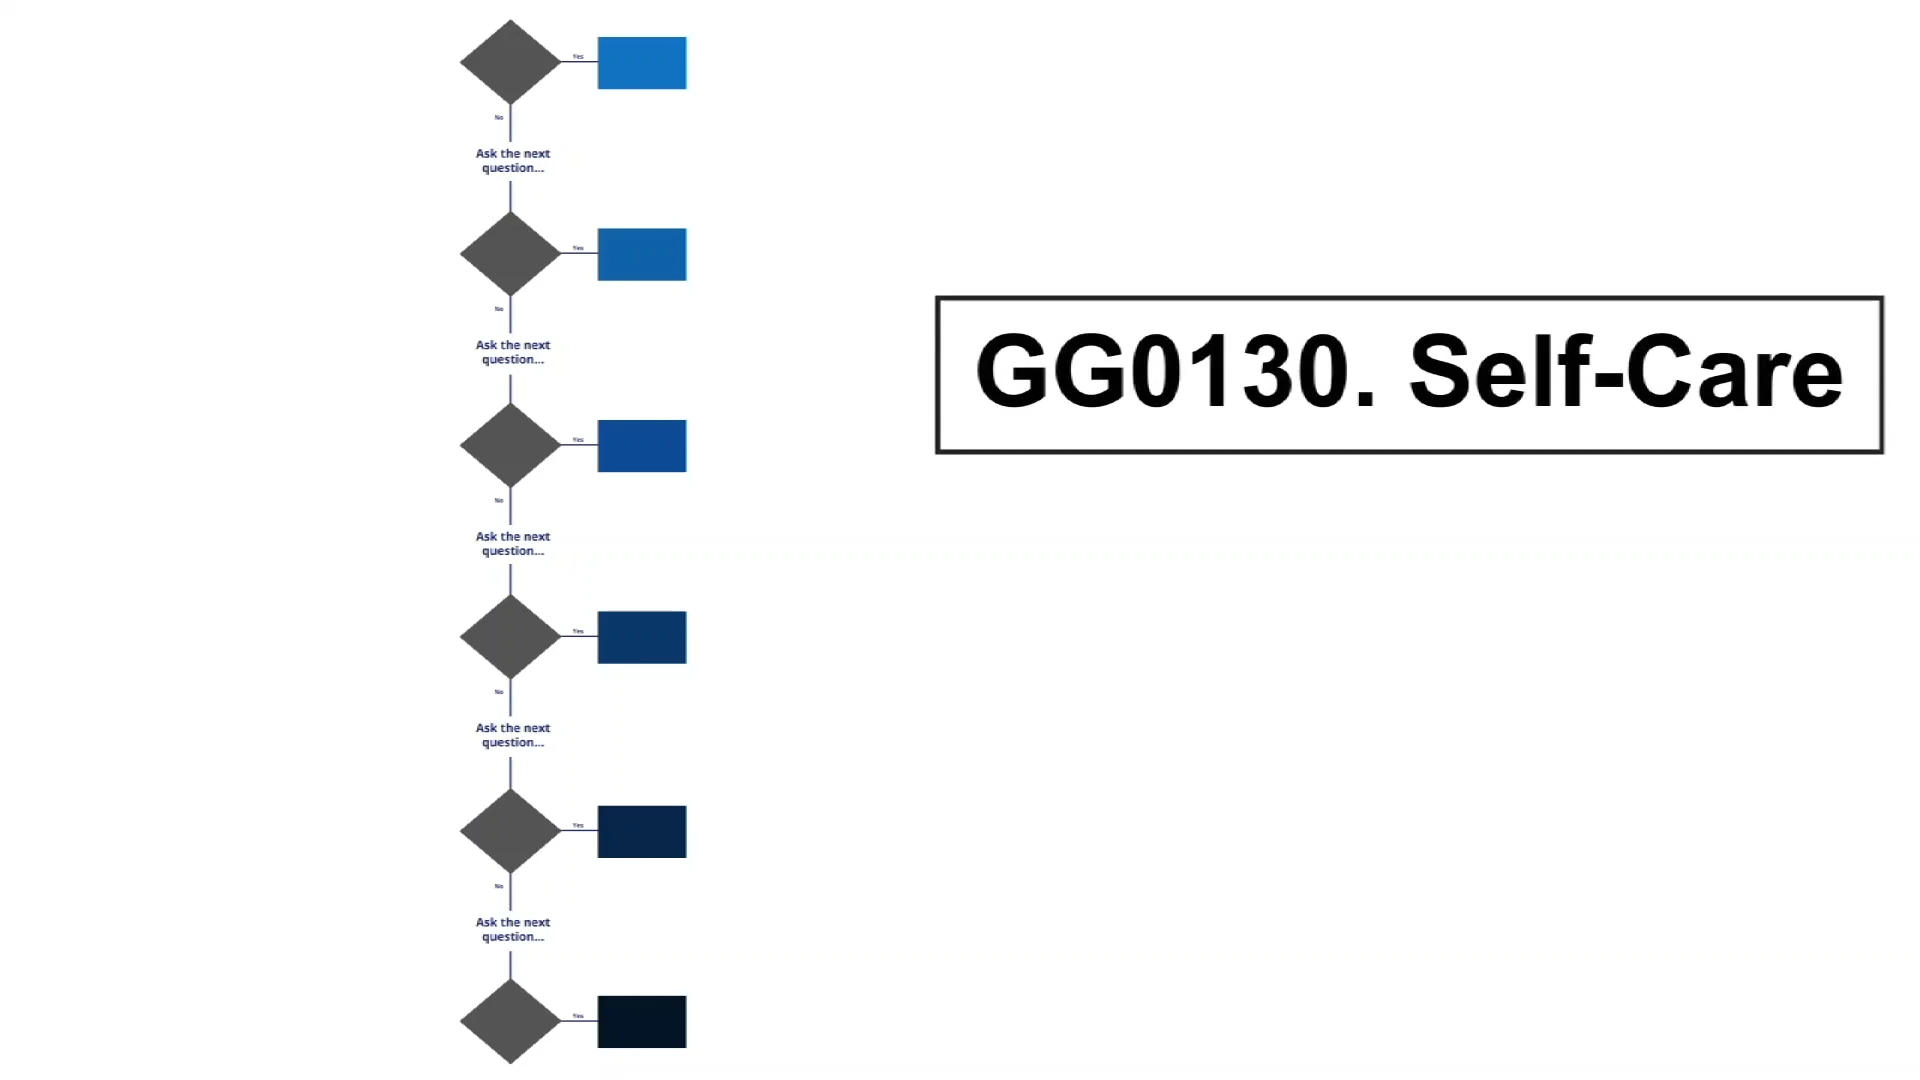 Yes
No
Ask the next
question...
Yes
No
Ask the next
question...
Yes
No
Ask the next
question...
Yes
No
Ask the next
question...
Yes
No
Ask the next
question...
Yes
GG0130. Self-Care